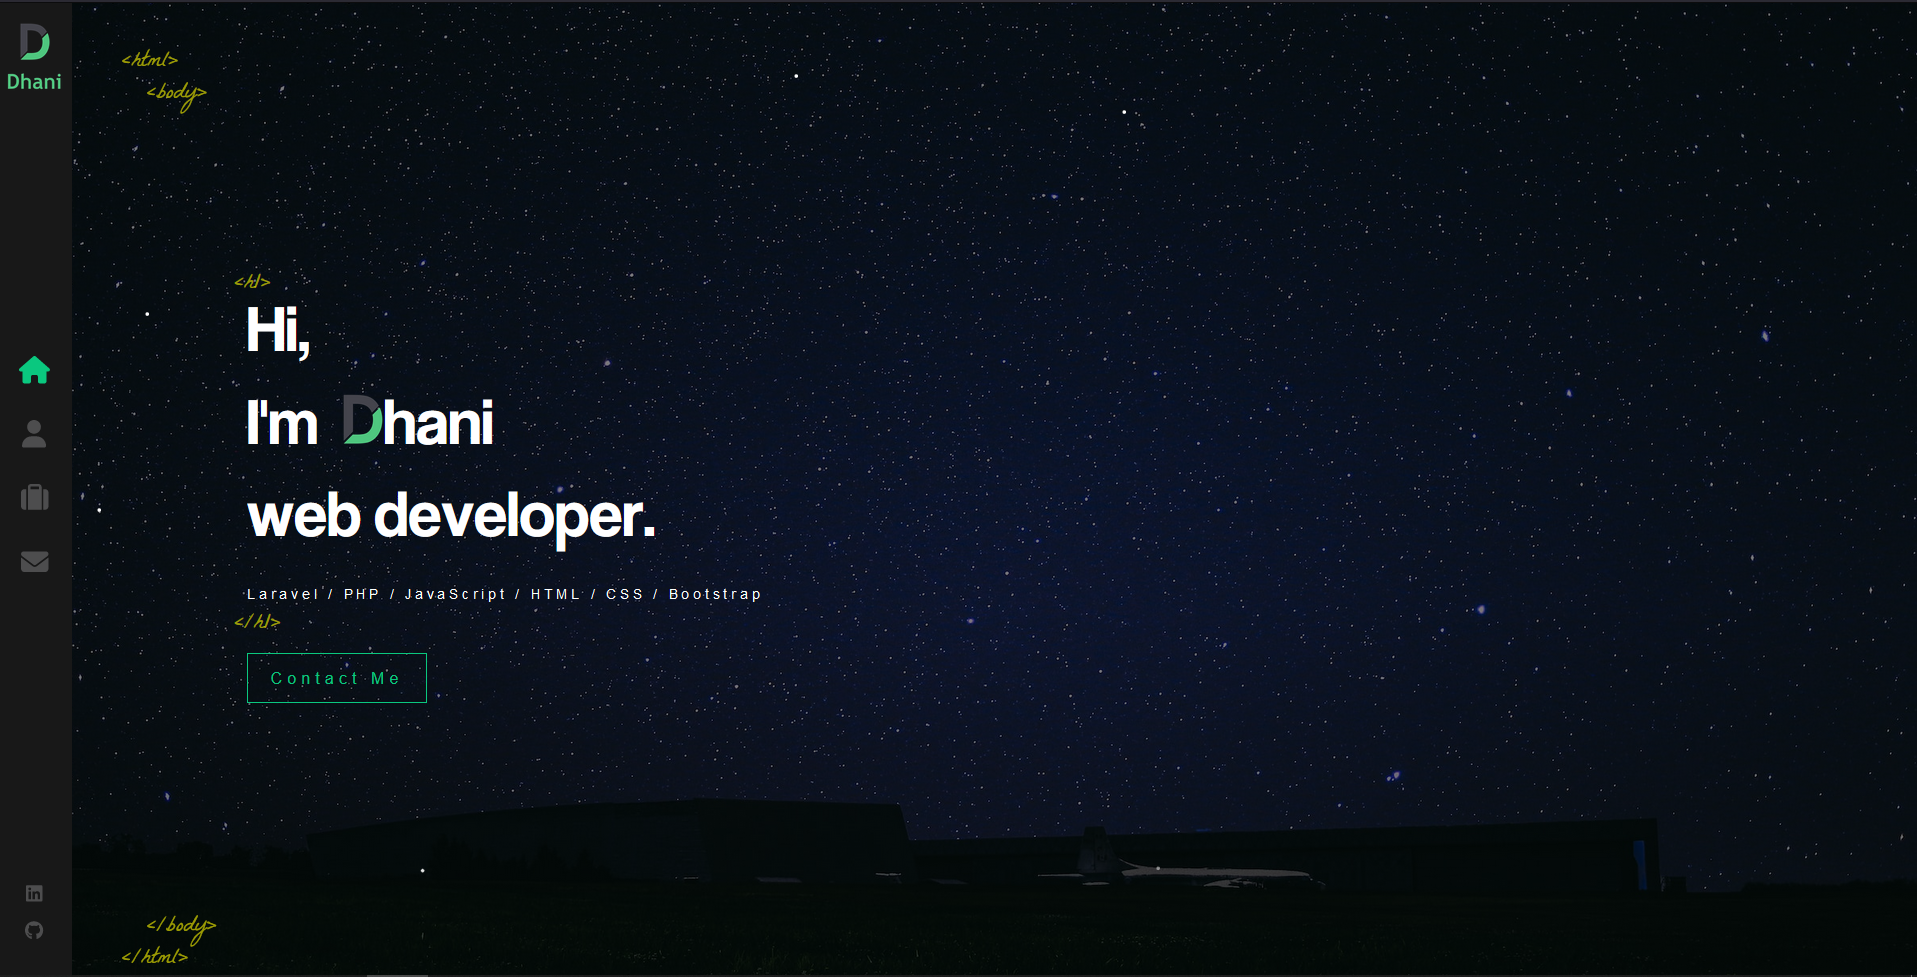 Dhani
<html>
<body>
<h1>
Hi,
I'm Dhani
web developer.
Laravel / PHP / JavaScript / HTML / CSS / Bootstrap
</h1>
Contact Me
in
</body>
</html>